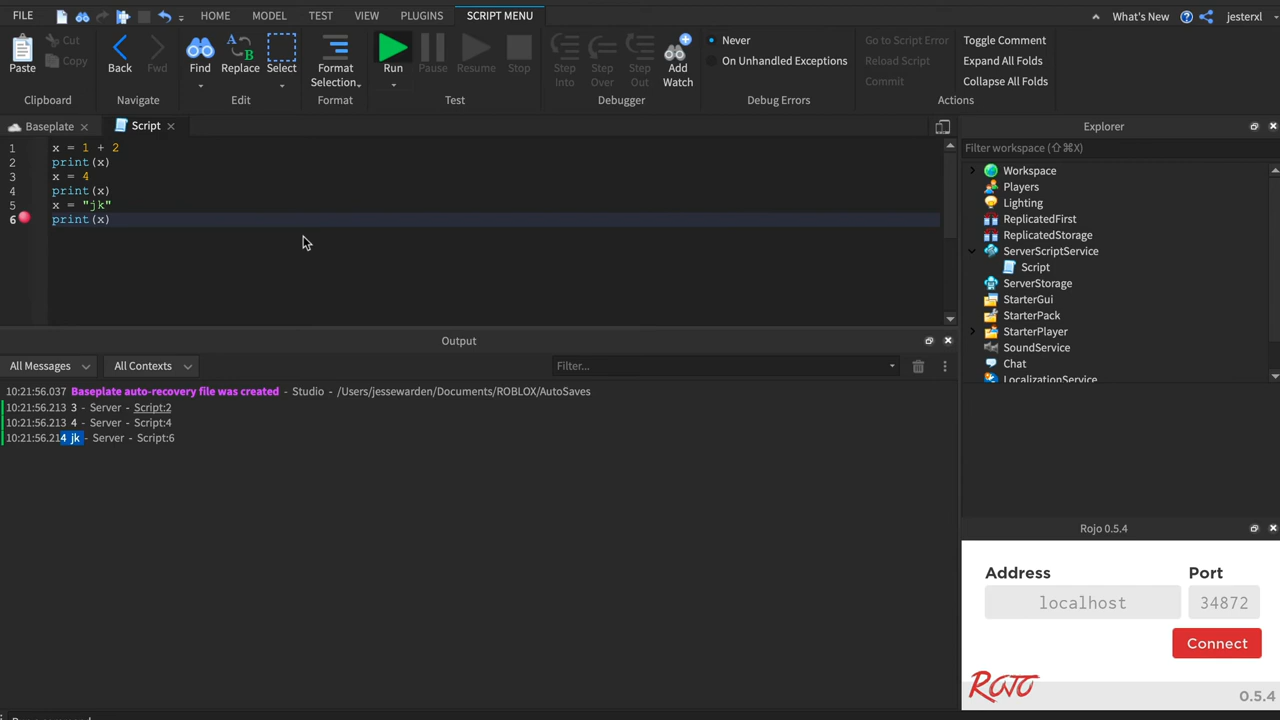 FILE HOME MODEL TEST VIEW PLUGINS SCRIPT MENU What's New jesterxl
Paste Cut Copy
Back Fwd
Find Replace Select
Format Selection
Run Pause Resume Stop
Step Into Step Over Step Out Add Watch
Never
On Unhandled Exceptions
Go to Script Error
Reload Script
Commit
Toggle Comment
Expand All Folds
Collapse All Folds
Clipboard Navigate Edit Format Test Debugger Debug Errors Actions
Baseplate Script
1 x = 1 + 2
2 print(x)
3 x = 4
4 print(x)
5 x = "jk"
6 print(x)
Explorer
Filter workspace (⇧⌘X)
Workspace
Players
Lighting
ReplicatedFirst
ReplicatedStorage
ServerScriptService
Script
ServerStorage
StarterGui
StarterPack
StarterPlayer
SoundService
Chat
LocalizationService
Output
All Messages All Contexts Filter...
10:21:56.037 Baseplate auto-recovery file was created - Studio - /Users/jessewarden/Documents/ROBLOX/AutoSaves
10:21:56.213 3 - Server - Script:2
10:21:56.213 4 - Server - Script:4
10:21:56.214 jk - Server - Script:6
Rojo 0.5.4
Address Port
localhost 34872
Connect
ROJO 0.5.4